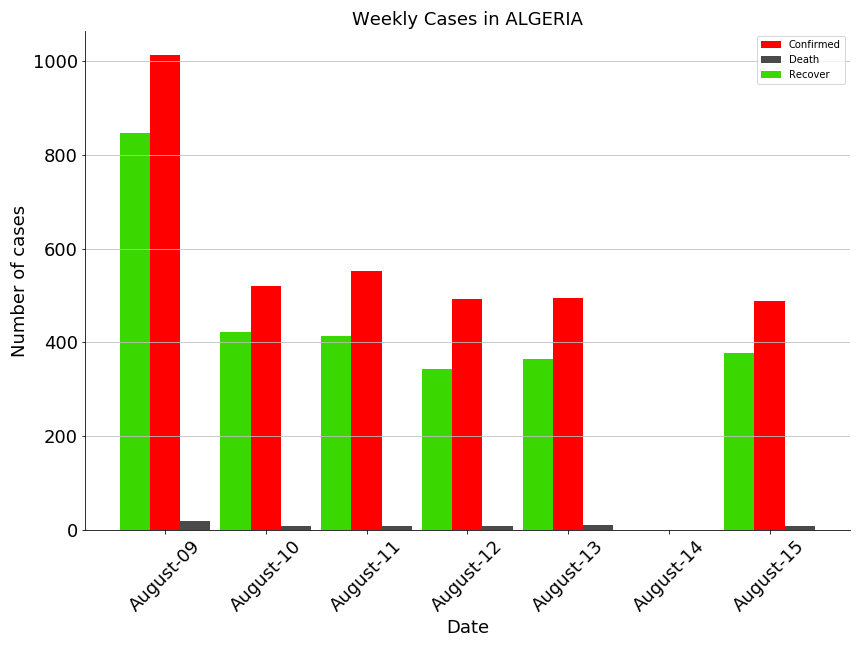 Weekly Cases in ALGERIA
Confirmed
Death
Recover
Number of cases
1000
800
600
400
200
0
August-09
August-10
August-11
August-12
August-13
August-14
August-15
Date